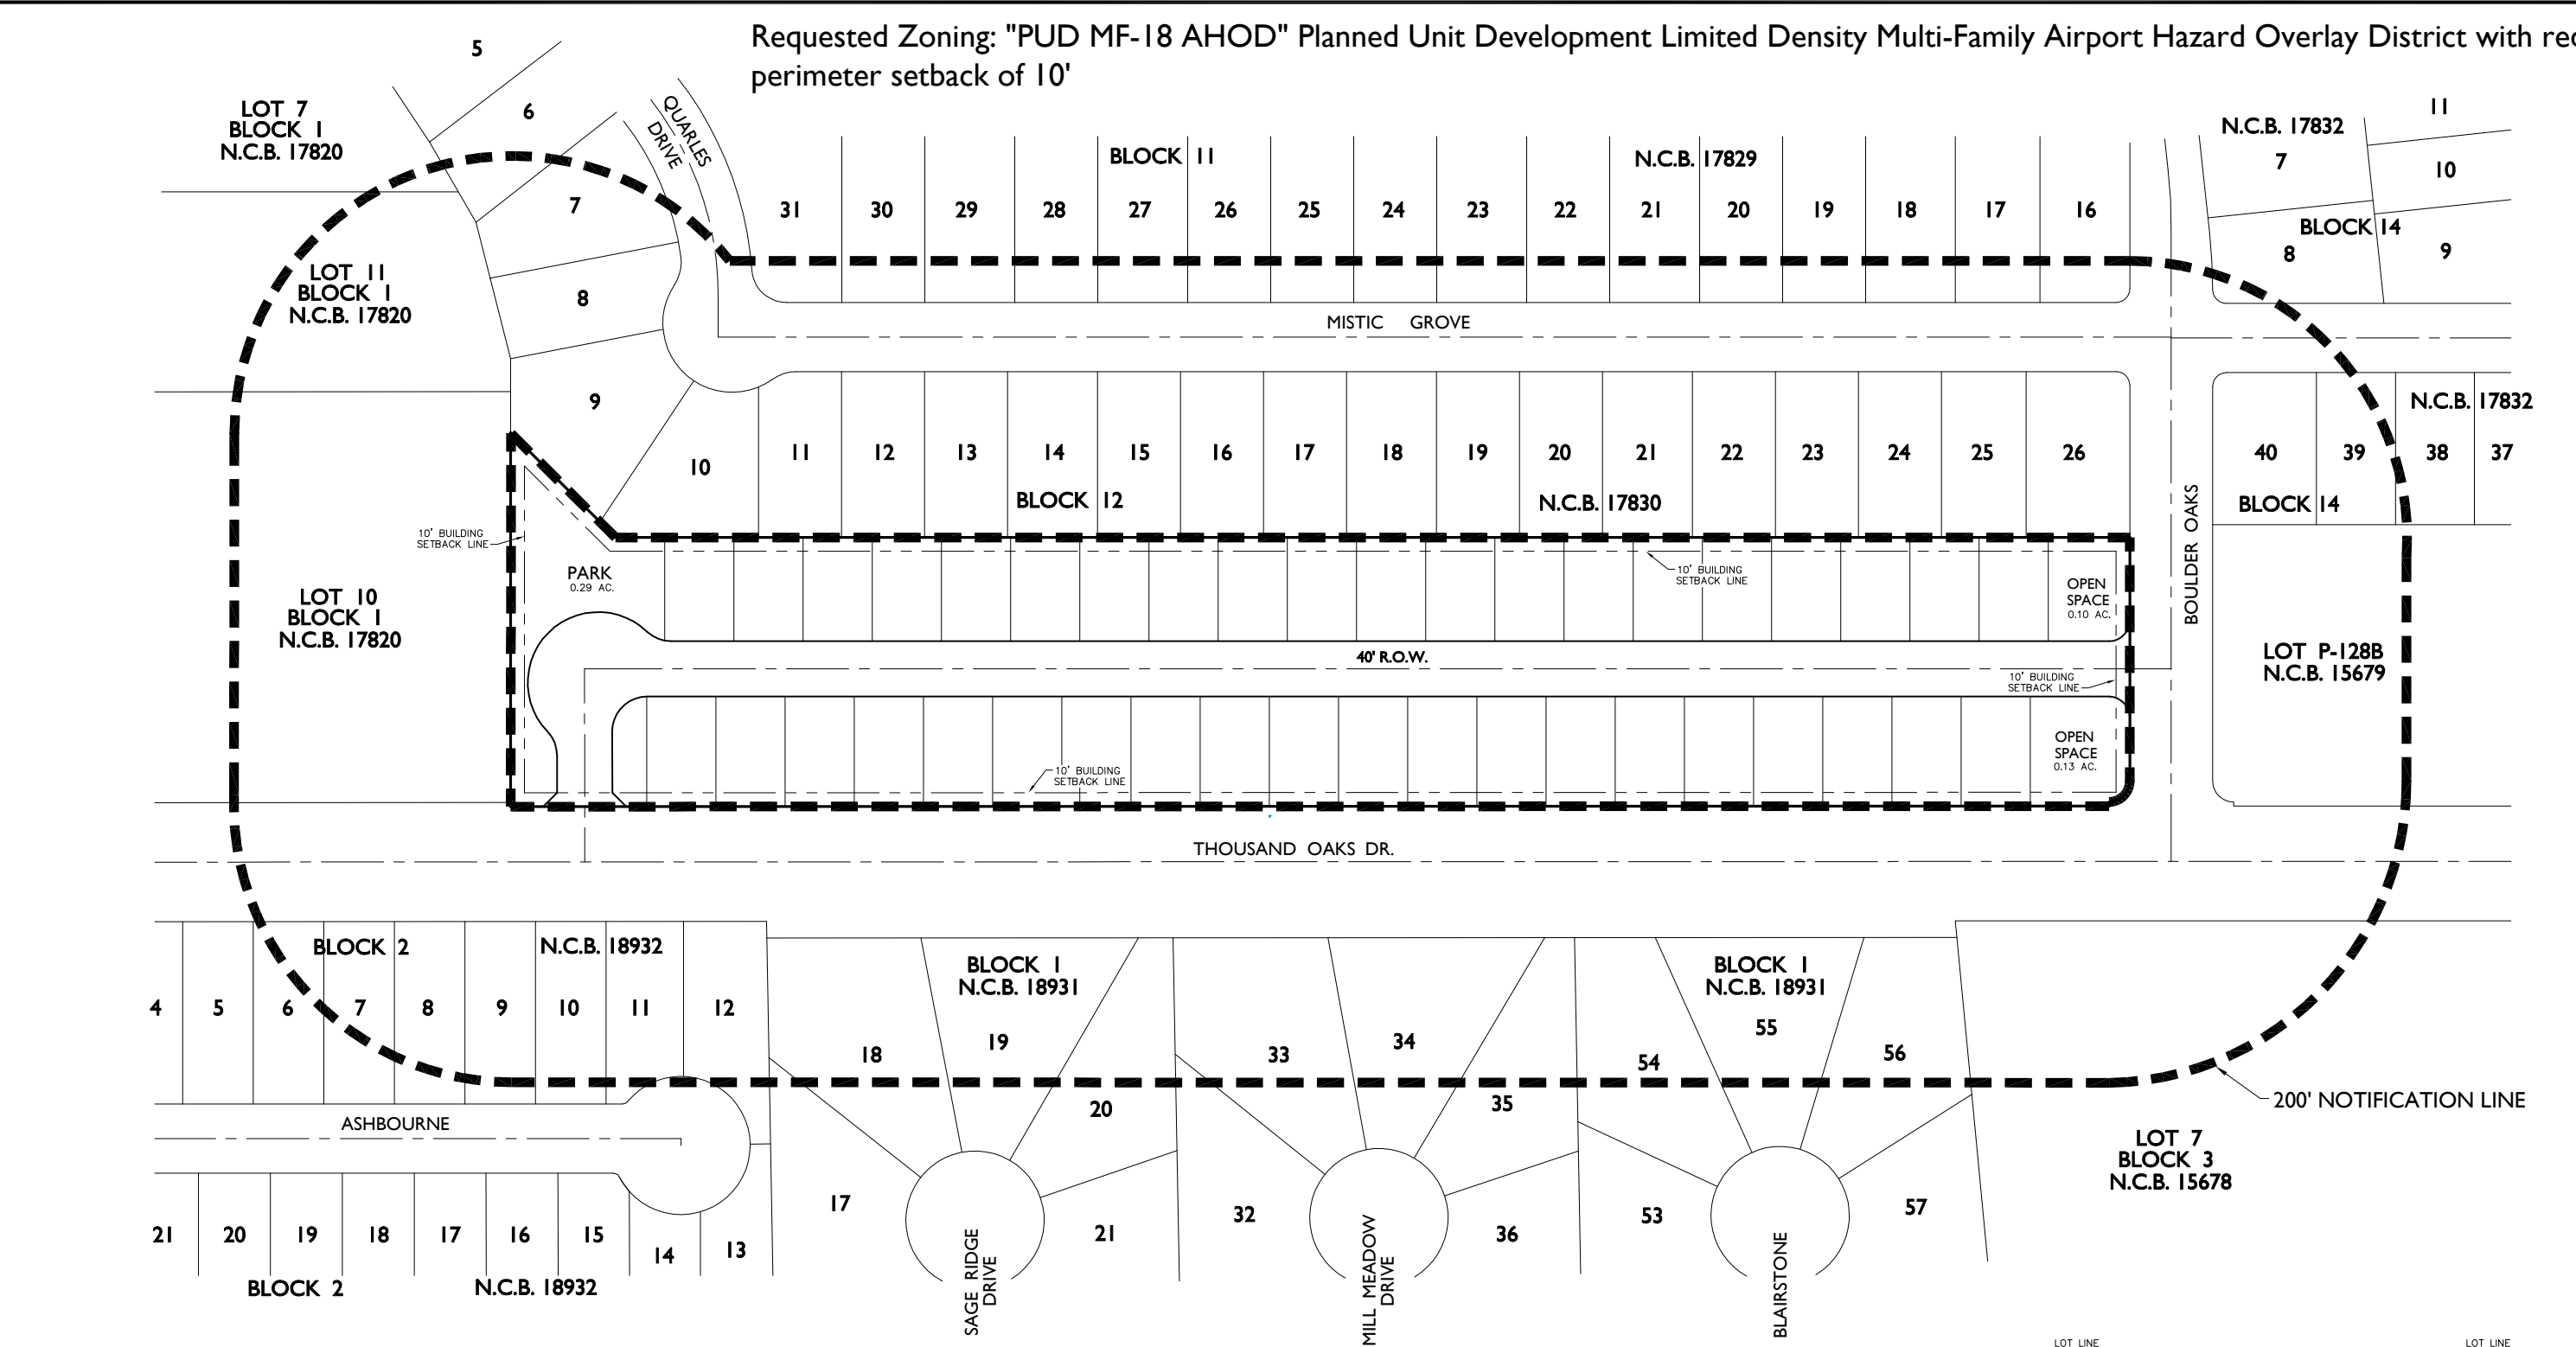 Requested Zoning: "PUD MF-18 AHOD" Planned Unit Development Limited Density Multi-Family Airport Hazard Overlay District with
perimeter setback of 10'
5
6
7
8
9
QUARLES
DRIVE
LOT 7
BLOCK 1
N.C.B. 17820
LOT 11
BLOCK 1
N.C.B. 17820
LOT 10
BLOCK 1
N.C.B. 17820
BLOCK 11
N.C.B. 17829
31 30 29 28 27 26 25 24 23 22 21 20 19 18 17 16
N.C.B. 17832
7
11
10
BLOCK 14
8
9
MISTIC GROVE
10 11 12 13 14 15 16 17 18 19 20 21 22 23 24 25 26
BLOCK 12
N.C.B. 17830
BOULDER OAKS
N.C.B. 17832
40 39 38 37
BLOCK 14
10' BUILDING
SETBACK LINE
PARK
0.29 AC.
10' BUILDING
SETBACK LINE
OPEN
SPACE
0.10 AC.
40' R.O.W.
10' BUILDING
SETBACK LINE
LOT P-128B
N.C.B. 15679
10' BUILDING
SETBACK LINE
OPEN
SPACE
0.13 AC.
THOUSAND OAKS DR.
BLOCK 2
N.C.B. 18932
4 5 6 7 8 9 10 11 12
BLOCK 1
N.C.B. 18931
18
19
20
33
34
35
BLOCK 1
N.C.B. 18931
54
55
56
200' NOTIFICATION LINE
ASHBOURNE
LOT 7
BLOCK 3
N.C.B. 15678
21 20 19 18 17 16 15 14 13
BLOCK 2
N.C.B. 18932
17
SAGE RIDGE
DRIVE
21
32
MILL MEADOW
DRIVE
36
53
BLAIRSTONE
57
LOT LINE
LOT LINE